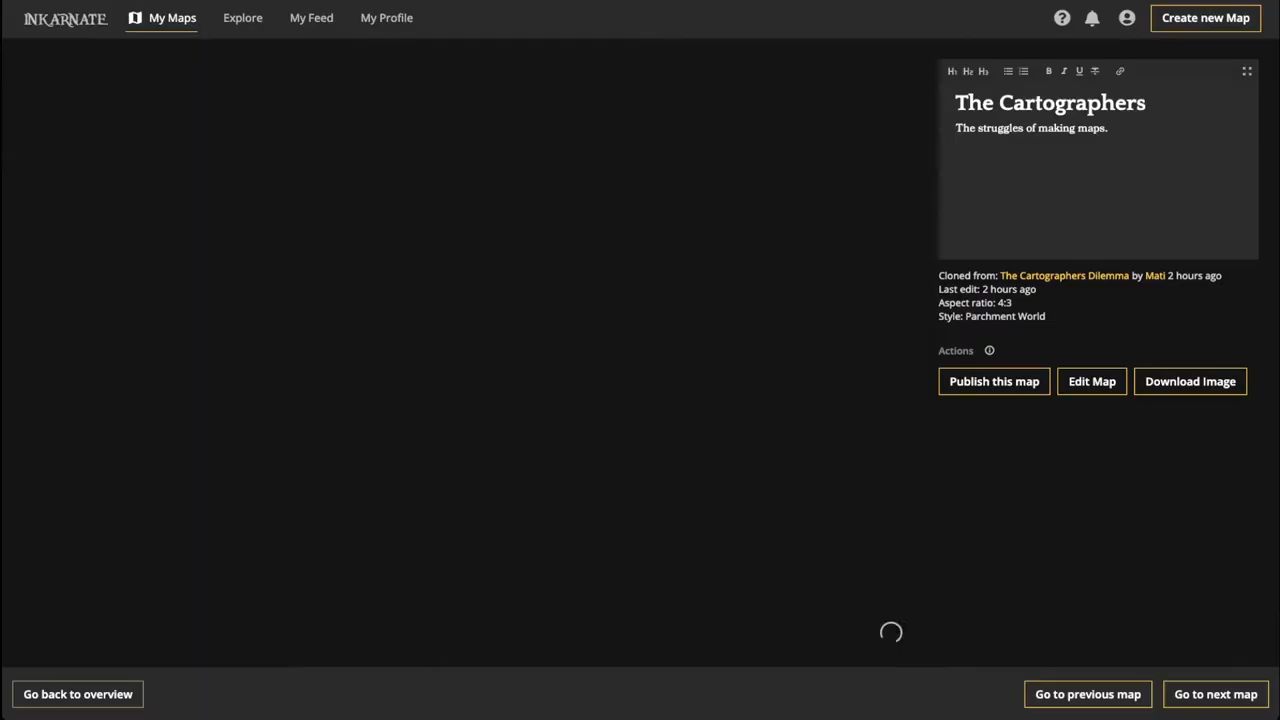 INKARNATE My Maps Explore My Feed My Profile Create new Map
H1 H2 H3 B I U T
The Cartographers
The struggles of making maps.
Cloned from: The Cartographers Dilemma by Mati 2 hours ago
Last edit: 2 hours ago
Aspect ratio: 4:3
Style: Parchment World
Actions
Publish this map Edit Map Download Image
Go back to overview Go to previous map Go to next map